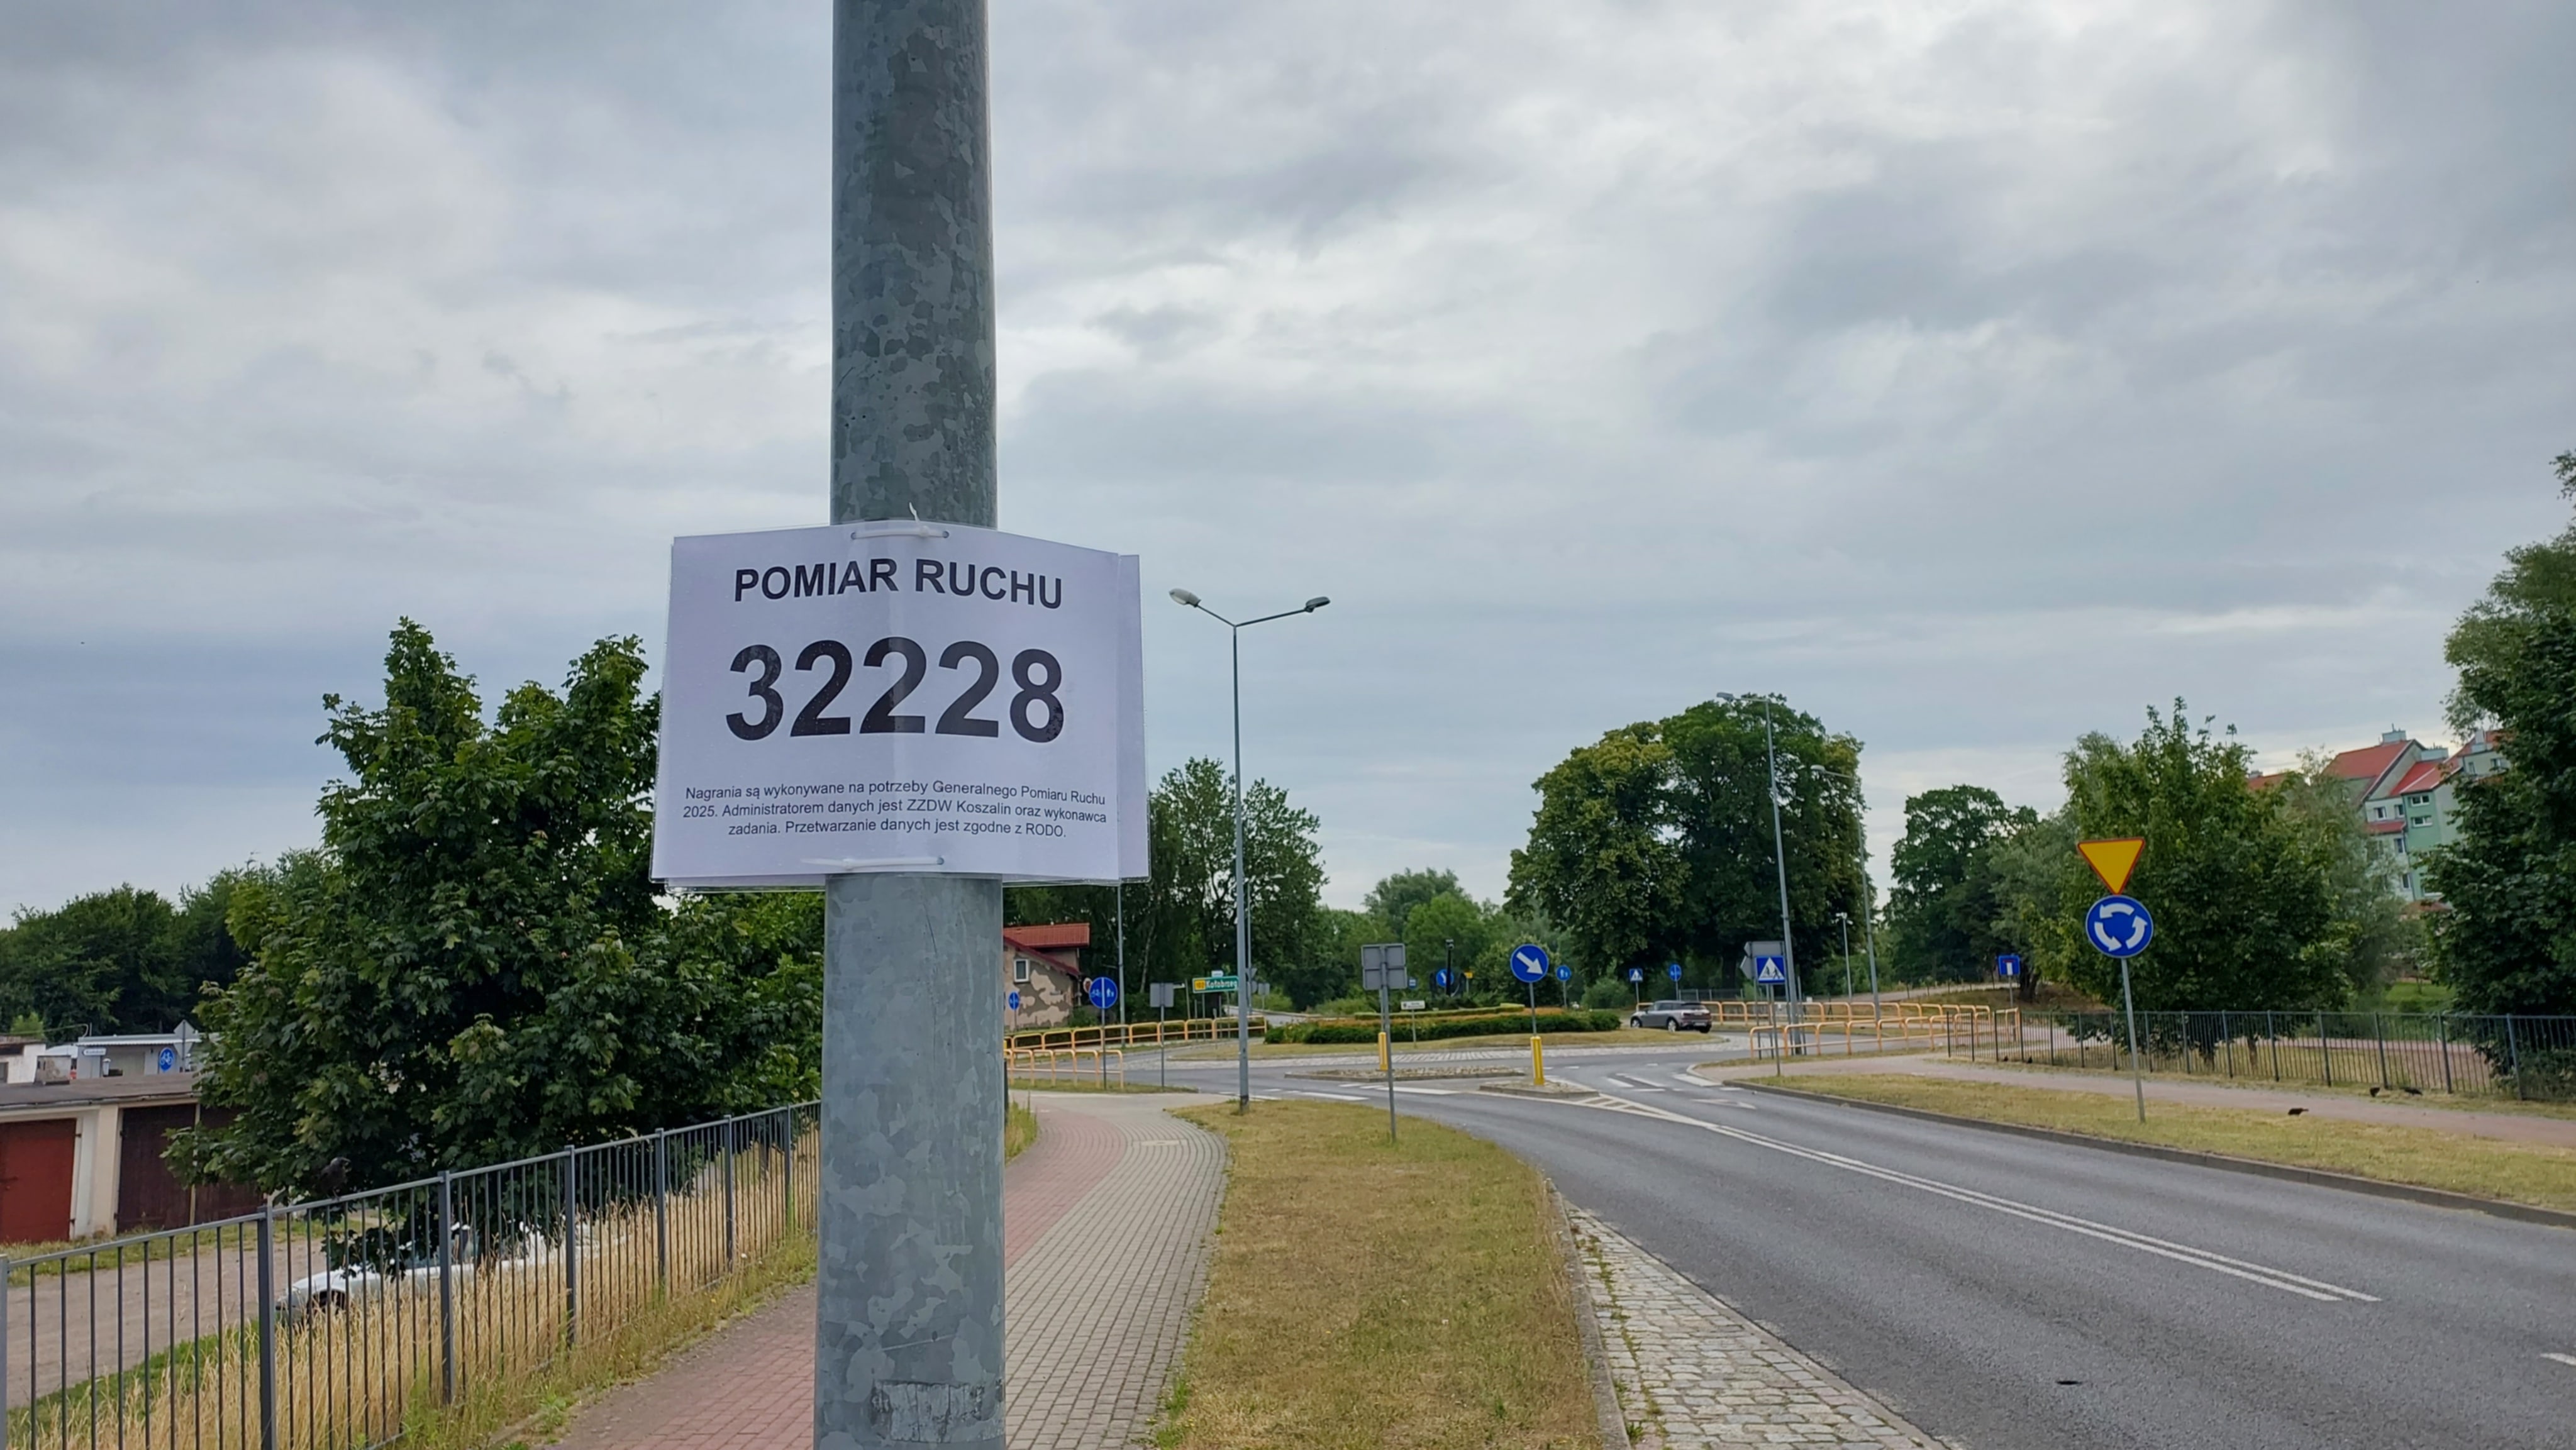 POMIAR RUCHU
32228
Nagrania są wykonywane na potrzeby Generalnego Pomiaru Ruchu
2025. Administratorem danych jest ZZDW Koszalin oraz wykonawca
zadania. Przetwarzanie danych jest zgodne z RODO.
Kołobrzeg